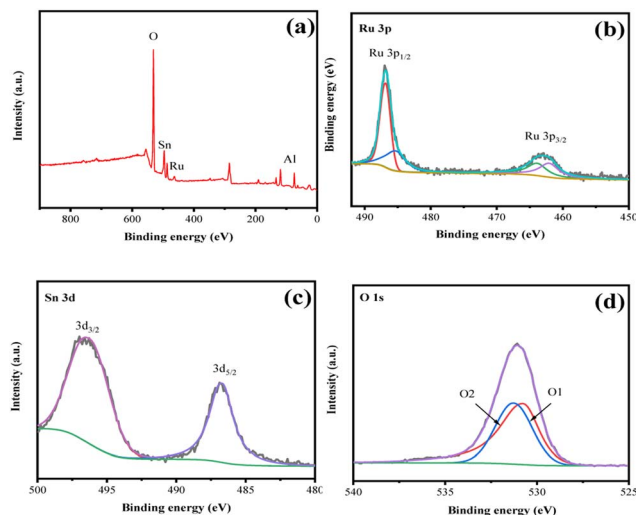 (a)
O
Sn
Ru
Al
Intensity (a.u.)
800 600 400 200 0
Binding energy (eV)
Ru 3p
(b)
Ru 3p1/2
Ru 3p3/2
Binding energy (eV)
490 480 470 460 450
Binding energy (eV)
Sn 3d
(c)
3d3/2
3d5/2
Intensity (a.u.)
500 495 490 485 480
Binding energy (eV)
O 1s
(d)
O2
O1
Intensity (a.u.)
540 535 530 525
Binding energy (eV)